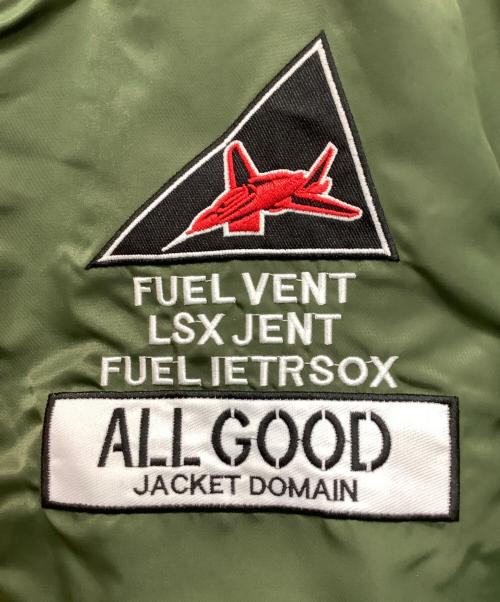 FUEL VENT
LSX JENT
FUEL IETRSOX
ALL GOOD
JACKET DOMAIN